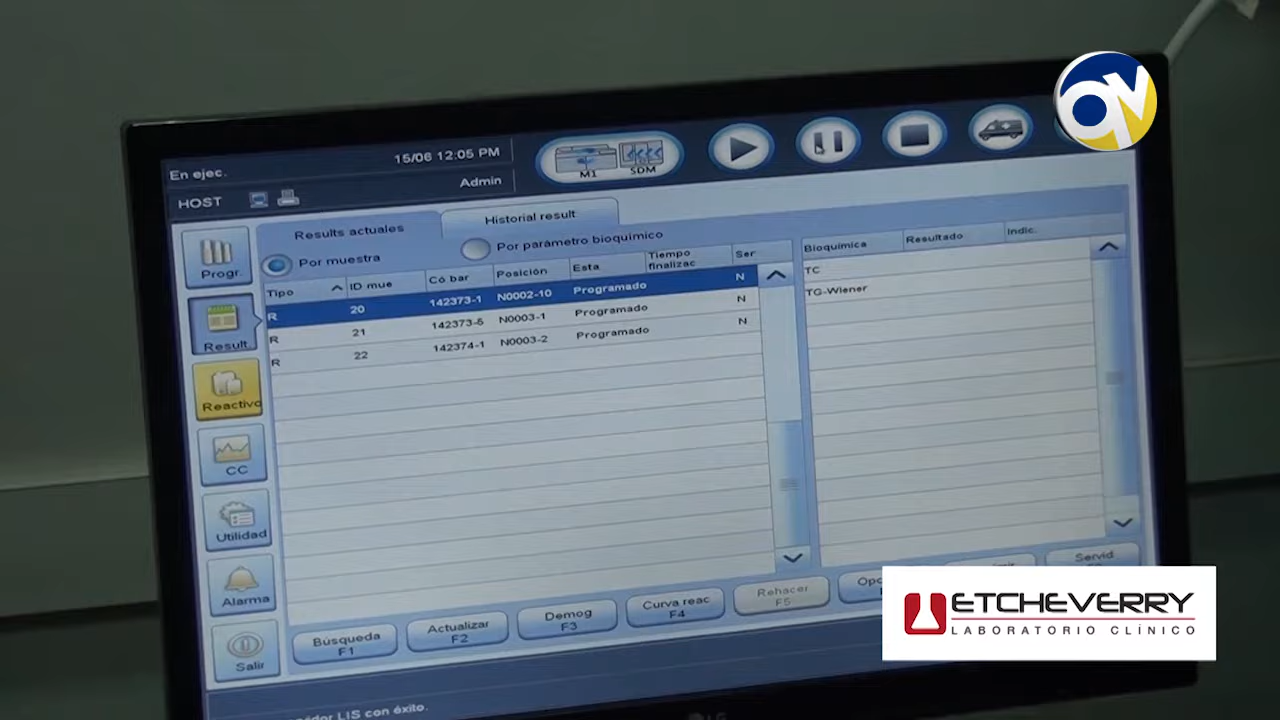 En ejec.
15/06 12:05 PM
M1
SDM
HOST
Admin
Results actuales
Historial result
Por muestra
Por parámetro bioquímico
Tipo
ID mue
Có bar
Posición
Esta
Tiempo finalizac
Ser
R 20 142373-1 N0002-10 Programado N
R 21 142373-5 N0003-1 Programado N
R 22 142374-1 N0003-2 Programado N
Bioquímica
Resultado
Indic.
TC
TG-Wiener
Progr.
Result
Reactivo
CC
Utilidad
Alarma
Salir
Búsqueda F1
Actualizar F2
Demog F3
Curva reac F4
Rehacer F5
Servid
LIS con éxito.
LG
ETCHEVERRY
LABORATORIO CLÍNICO